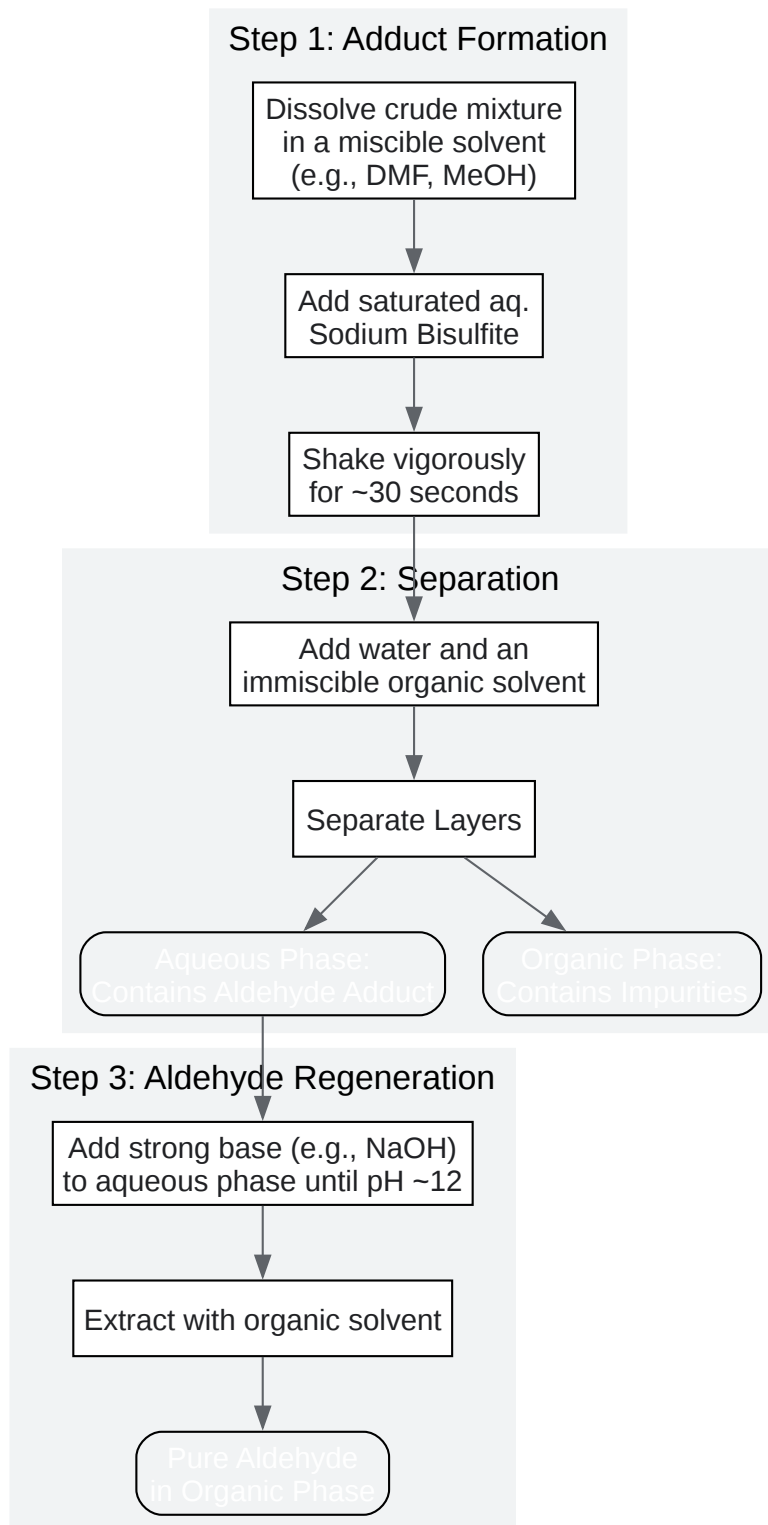 Step 1: Adduct Formation
Dissolve crude mixture
in a miscible solvent
(e.g., DMF, MeOH)
Add saturated aq.
Sodium Bisulfite
Shake vigorously
for ~30 seconds
Step 2: Separation
Add water and an
immiscible organic solvent
Separate Layers
Aqueous Phase:
Contains Aldehyde Adduct
Organic Phase:
Contains Impurities
Step 3: Aldehyde Regeneration
Add strong base (e.g., NaOH)
to aqueous phase until pH ~12
Extract with organic solvent
Pure Aldehyde
in Organic Phase